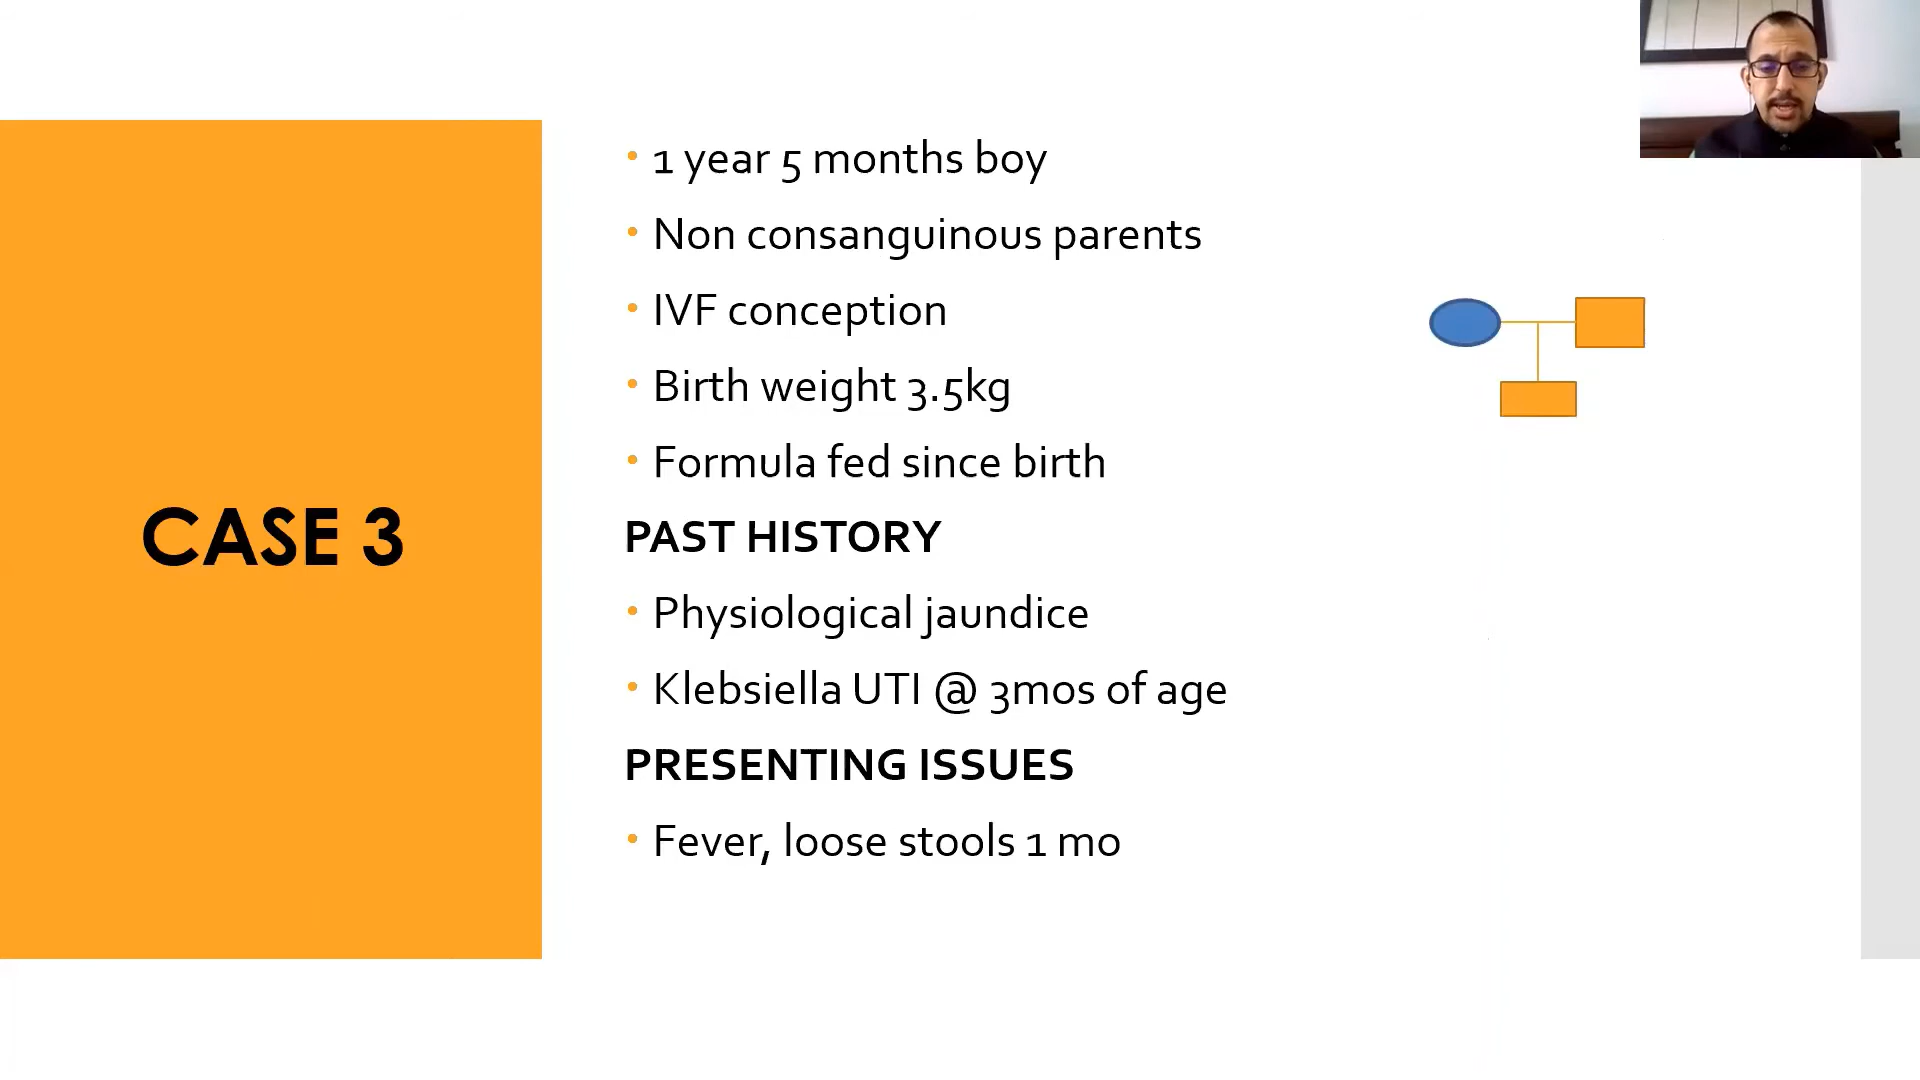 CASE 3
1 year 5 months boy
Non consanguinous parents
IVF conception
Birth weight 3.5kg
Formula fed since birth
PAST HISTORY
Physiological jaundice
Klebsiella UTI @ 3mos of age
PRESENTING ISSUES
Fever, loose stools 1 mo